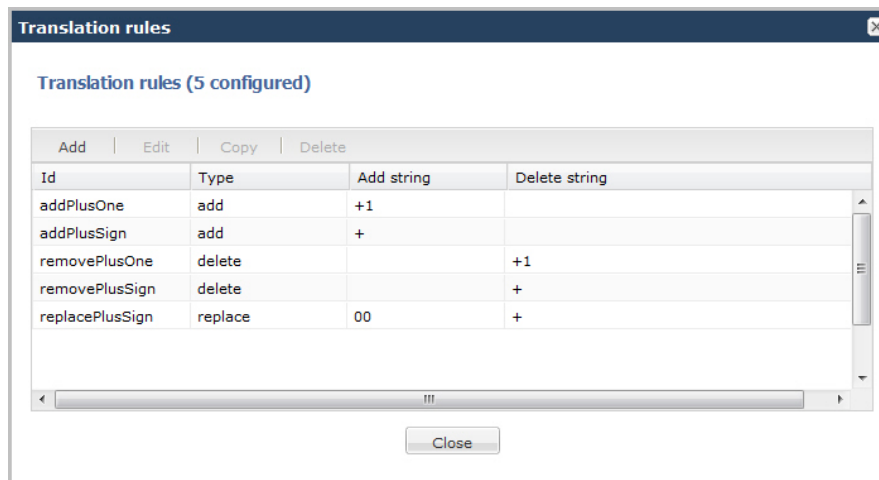 Translation rules
Translation rules (5 configured)
Add Edit Copy Delete
Id Type Add string Delete string
addPlusOne add +1
addPlusSign add +
removePlusOne delete +1
removePlusSign delete +
replacePlusSign replace 00 +
Close